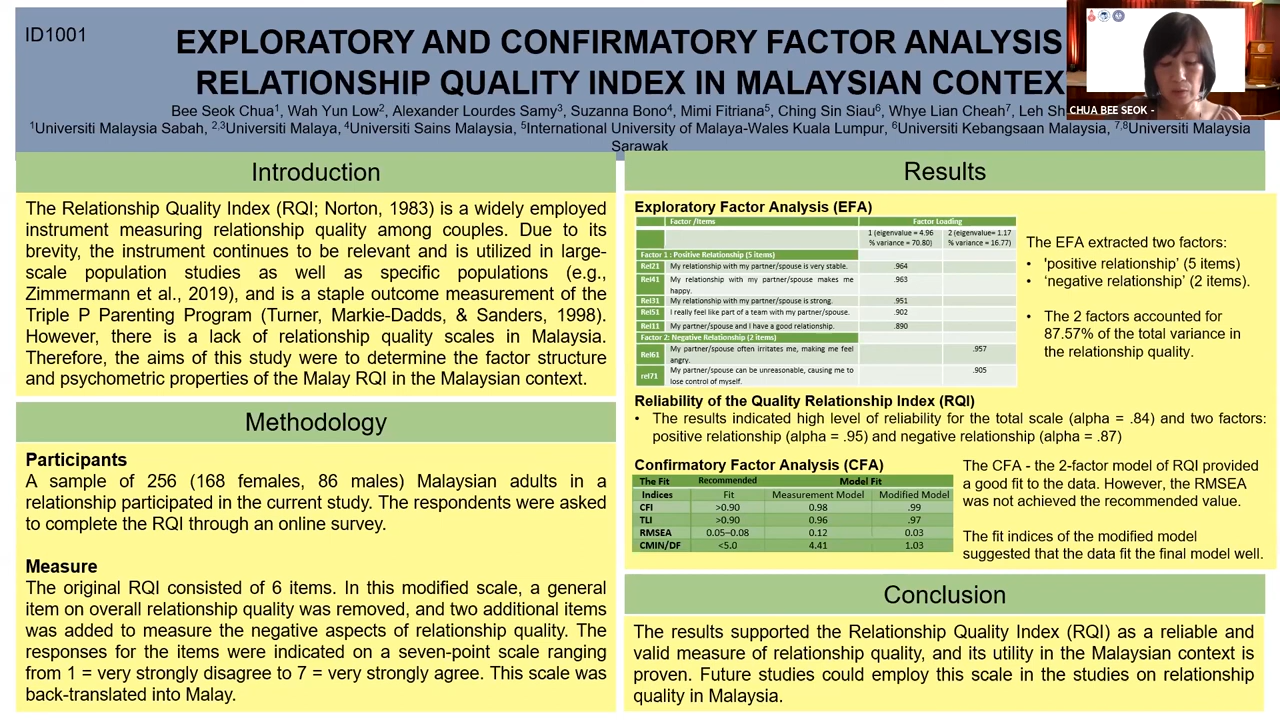 ID1001
EXPLORATORY AND CONFIRMATORY FACTOR ANALYSIS
RELATIONSHIP QUALITY INDEX IN MALAYSIAN CONTEX
Bee Seok Chua¹, Wah Yun Low², Alexander Lourdes Samy³, Suzanna Bono⁴, Mimi Fitriana⁵, Ching Sin Siau⁶, Whye Lian Cheah⁷, Leh Sh
¹Universiti Malaysia Sabah, ²,³Universiti Malaya, ⁴Universiti Sains Malaysia, ⁵International University of Malaya-Wales Kuala Lumpur, ⁶Universiti Kebangsaan Malaysia, ⁷,⁸Universiti Malaysia
Sarawak
CHUA BEE SEOK -
Introduction
The Relationship Quality Index (RQI; Norton, 1983) is a widely employed
instrument measuring relationship quality among couples. Due to its
brevity, the instrument continues to be relevant and is utilized in large-
scale population studies as well as specific populations (e.g.,
Zimmermann et al., 2019), and is a staple outcome measurement of the
Triple P Parenting Program (Turner, Markie-Dadds, & Sanders, 1998).
However, there is a lack of relationship quality scales in Malaysia.
Therefore, the aims of this study were to determine the factor structure
and psychometric properties of the Malay RQI in the Malaysian context.
Methodology
Participants
A sample of 256 (168 females, 86 males) Malaysian adults in a
relationship participated in the current study. The respondents were asked
to complete the RQI through an online survey.
Measure
The original RQI consisted of 6 items. In this modified scale, a general
item on overall relationship quality was removed, and two additional items
was added to measure the negative aspects of relationship quality. The
responses for the items were indicated on a seven-point scale ranging
from 1 = very strongly disagree to 7 = very strongly agree. This scale was
back-translated into Malay.
Results
Exploratory Factor Analysis (EFA)
Factor /Items Factor Loading
1 (eigenvalue = 4.96 2 (eigenvalue= 1.17
% variance = 70.80) % variance = 16.77)
Factor 1 : Positive Relationship (5 items)
Rel21 My relationship with my partner/spouse is very stable. .964
Rel41 My relationship with my partner/spouse makes me .963
happy.
Rel31 My relationship with my partner/spouse is strong. .951
Rel51 I really feel like part of a team with my partner/spouse. .902
Rel11 My partner/spouse and I have a good relationship. .890
Factor 2: Negative Relationship (2 items)
Rel61 My partner/spouse often irritates me, making me feel .957
angry.
rel71 My partner/spouse can be unreasonable, causing me to .905
lose control of myself.
The EFA extracted two factors:
• 'positive relationship' (5 items)
• 'negative relationship' (2 items).
• The 2 factors accounted for
87.57% of the total variance in
the relationship quality.
Reliability of the Quality Relationship Index (RQI)
• The results indicated high level of reliability for the total scale (alpha = .84) and two factors:
positive relationship (alpha = .95) and negative relationship (alpha = .87)
Confirmatory Factor Analysis (CFA)
The Fit Recommended Model Fit
Indices Fit Measurement Model Modified Model
CFI >0.90 0.98 .99
TLI >0.90 0.96 .97
RMSEA 0.05–0.08 0.12 0.03
CMIN/DF <5.0 4.41 1.03
The CFA - the 2-factor model of RQI provided
a good fit to the data. However, the RMSEA
was not achieved the recommended value.
The fit indices of the modified model
suggested that the data fit the final model well.
Conclusion
The results supported the Relationship Quality Index (RQI) as a reliable and
valid measure of relationship quality, and its utility in the Malaysian context is
proven. Future studies could employ this scale in the studies on relationship
quality in Malaysia.